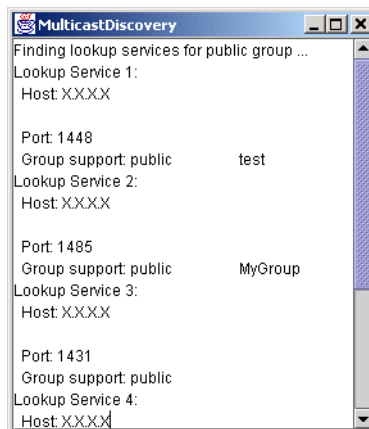 MulticastDiscovery
Finding lookup services for public group ...
Lookup Service 1:
Host: X.X.X.X
Port: 1448
Group support: public test
Lookup Service 2:
Host: X.X.X.X
Port: 1485
Group support: public MyGroup
Lookup Service 3:
Host: X.X.X.X
Port: 1431
Group support: public
Lookup Service 4:
Host: X.X.X.X